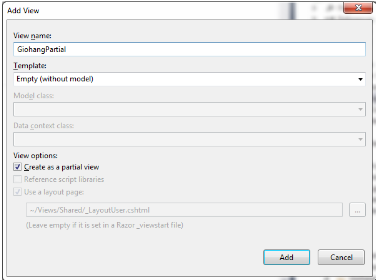 Add View
View name:
GiohangPartial
Template:
Empty (without model)
Model class:
Data context class:
View options:
Create as a partial view
Reference script libraries
Use a layout page:
~/Views/Shared/_LayoutUser.cshtml
...
(Leave empty if it is set in a Razor _viewstart file)
Add
Cancel